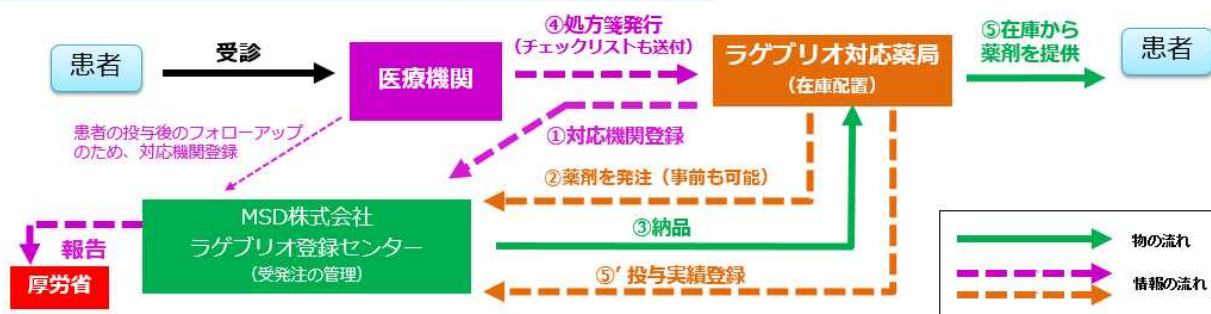 患者
受診
医療機関
④処方箋発行
(チェックリストも送付)
ラゲブリオ対応薬局
(在庫配置)
⑤在庫から
薬剤を提供
患者
患者の投与後のフォローアップ
のため、対応機関登録
①対応機関登録
②薬剤を発注（事前も可能）
③納品
⑤’投与実績登録
MSD株式会社
ラゲブリオ登録センター
(受発注の管理)
報告
厚労省
物の流れ
情報の流れ